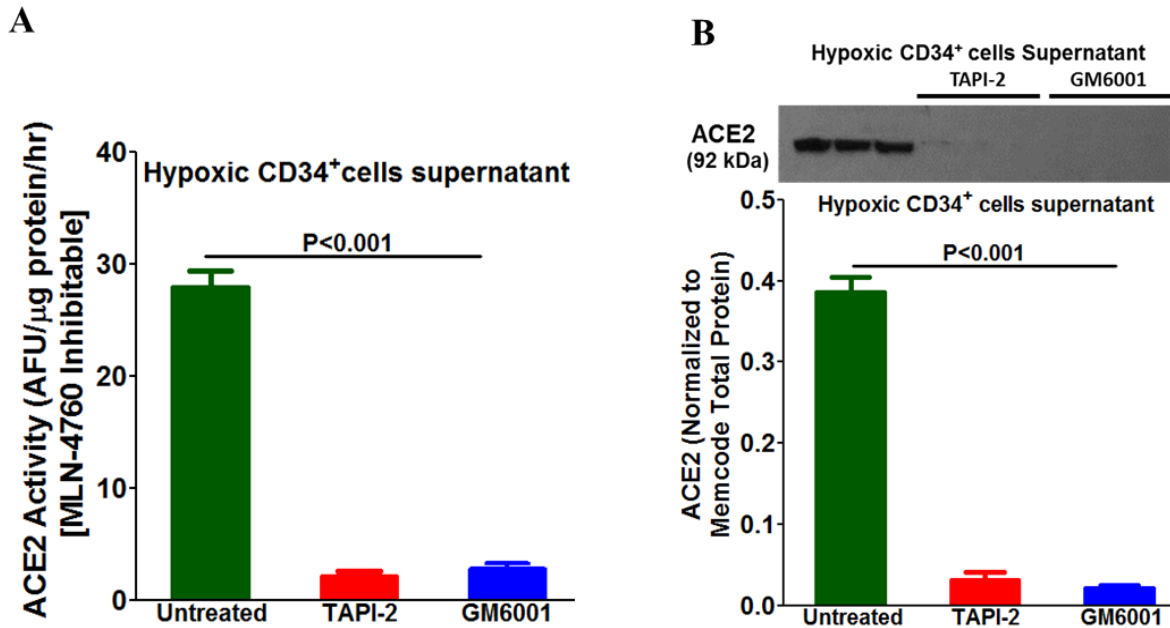 A
ACE2 Activity (AFU/μg protein/hr)
[MLN-4760 Inhibitable]
40
30
20
10
0
Hypoxic CD34⁺cells supernatant
P<0.001
Untreated
TAPI-2
GM6001
B
Hypoxic CD34⁺ cells Supernatant
TAPI-2
GM6001
ACE2
(92 kDa)
ACE2 (Normalized to
Memcode Total Protein)
0.5
0.4
0.3
0.2
0.1
0.0
Hypoxic CD34⁺ cells supernatant
P<0.001
Untreated
TAPI-2
GM6001